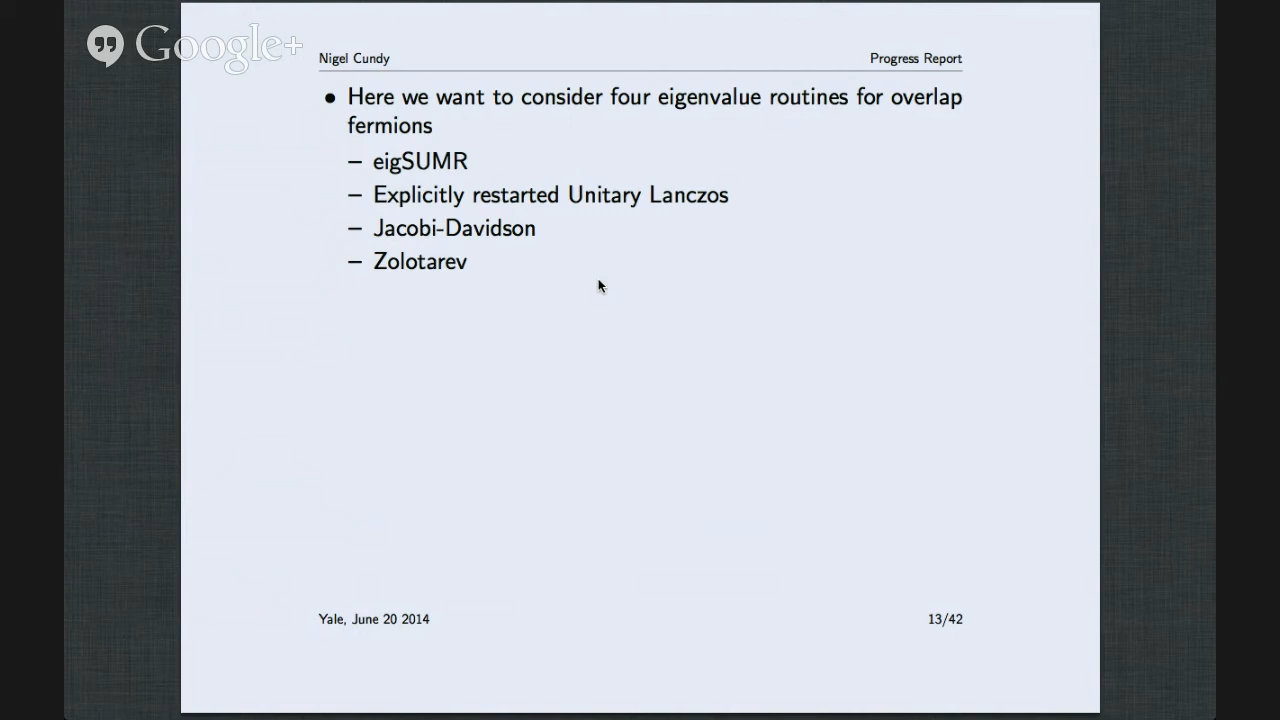 Google+
Nigel Cundy
Progress Report
● Here we want to consider four eigenvalue routines for overlap
fermions
– eigSUMR
– Explicitly restarted Unitary Lanczos
– Jacobi-Davidson
– Zolotarev
Yale, June 20 2014
13/42